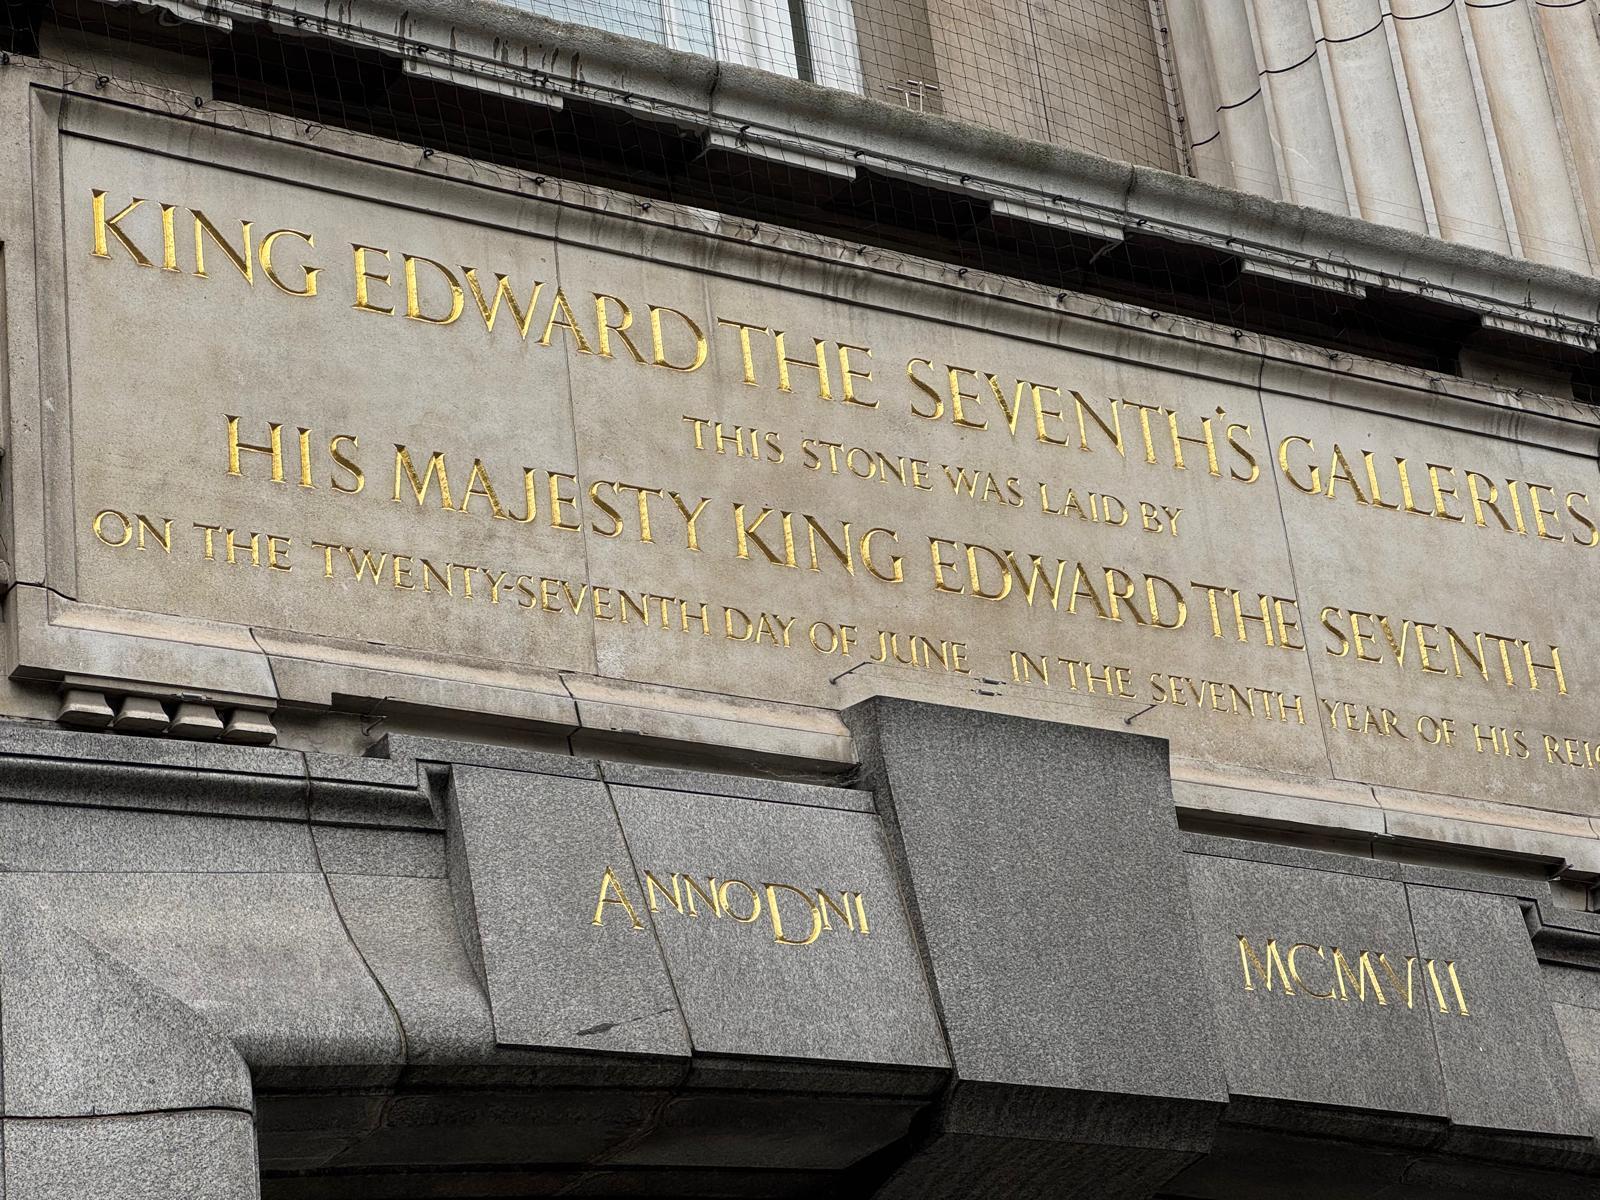 KING EDWARD THE SEVENTH'S GALLERIES
THIS STONE WAS LAID BY
HIS MAJESTY KING EDWARD THE SEVENTH
ON THE TWENTY-SEVENTH DAY OF JUNE IN THE SEVENTH YEAR OF HIS
ANNO DNI MCMVII